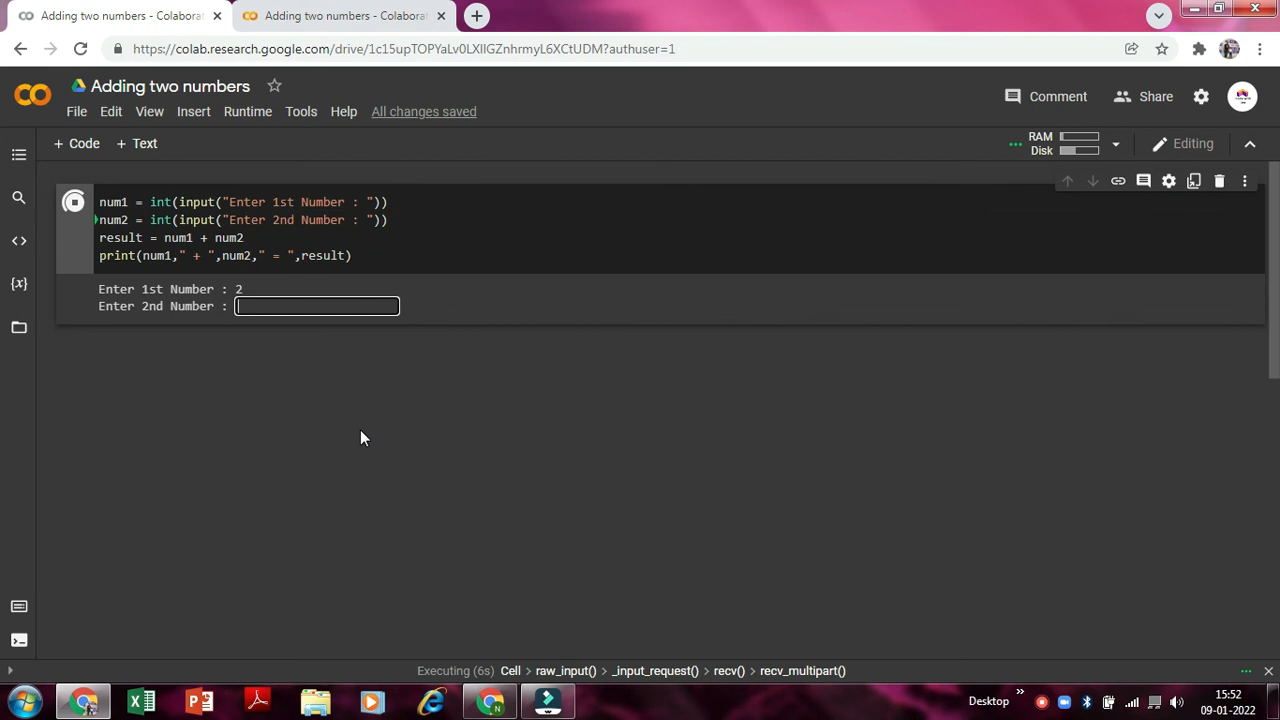 Adding two numbers - Colaborat
Adding two numbers - Colaborat
https://colab.research.google.com/drive/1c15upTOPYaLv0LXIlGZnhrniyL6XCtUDM?authuser=1
Adding two numbers
File Edit View Insert Runtime Tools Help All changes saved
Comment
Share
+ Code + Text
RAM
Disk
Editing
num1 = int(input("Enter 1st Number : "))
num2 = int(input("Enter 2nd Number : "))
result = num1 + num2
print(num1," + ",num2," = ",result)
Enter 1st Number : 2
Enter 2nd Number :
Executing (6s) Cell > raw_input() > _input_request() > recv() > recv_multipart()
Desktop
15:52
09-01-2022